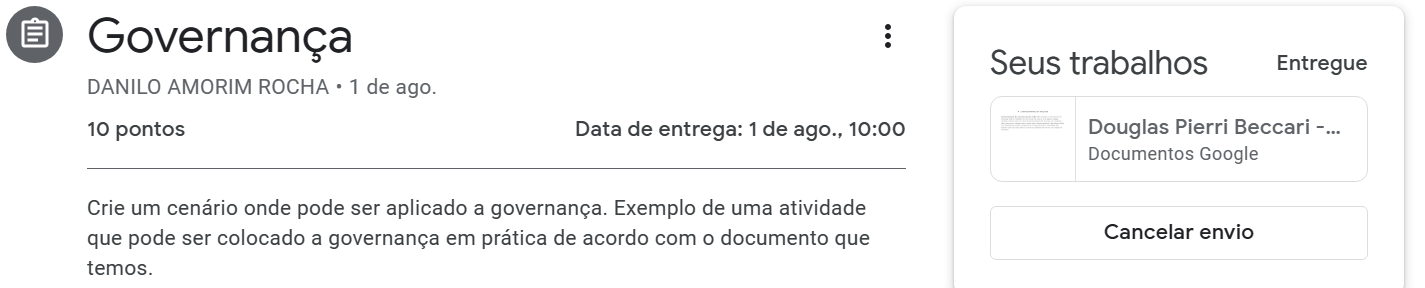 Governança
DANILO AMORIM ROCHA • 1 de ago.
10 pontos
Data de entrega: 1 de ago., 10:00
Crie um cenário onde pode ser aplicado a governança. Exemplo de uma atividade
que pode ser colocado a governança em prática de acordo com o documento que
temos.
Seus trabalhos
Entregue
Douglas Pierri Beccari -...
Documentos Google
Cancelar envio